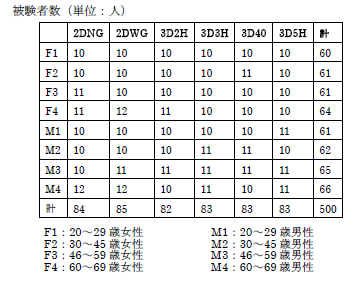 被験者数（単位：人）
2DNG 2DWG 3D2H 3D3H 3D40 3D5H 計
F1 10 10 10 10 10 10 60
F2 10 10 10 10 11 10 61
F3 11 10 10 10 10 10 61
F4 11 12 11 10 10 10 64
M1 10 10 10 10 10 11 61
M2 10 10 10 11 11 10 62
M3 10 11 11 11 11 11 65
M4 12 12 10 11 10 11 66
計 84 85 82 83 83 83 500
F1：20～29 歳女性 M1：20～29 歳男性
F2：30～45 歳女性 M2：30～45 歳男性
F3：46～59 歳女性 M3：46～59 歳男性
F4：60～69 歳女性 M4：60～69 歳男性